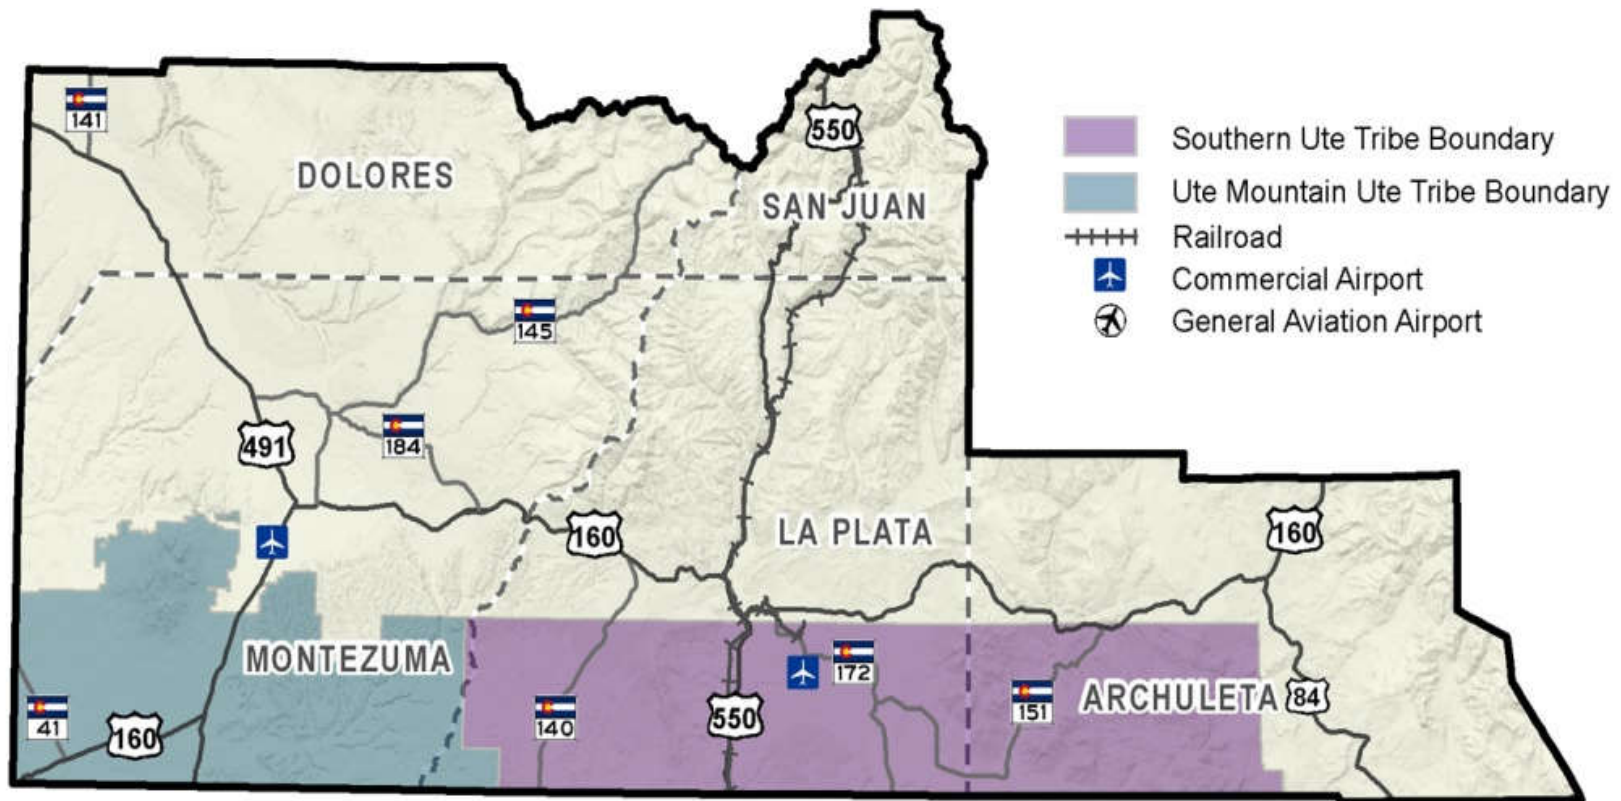 141
550
DOLORES
SAN JUAN
Southern Ute Tribe Boundary
Ute Mountain Ute Tribe Boundary
Railroad
Commercial Airport
General Aviation Airport
145
184
491
160
LA PLATA
160
MONTEZUMA
172
41
160
140
550
151
ARCHULETA
84